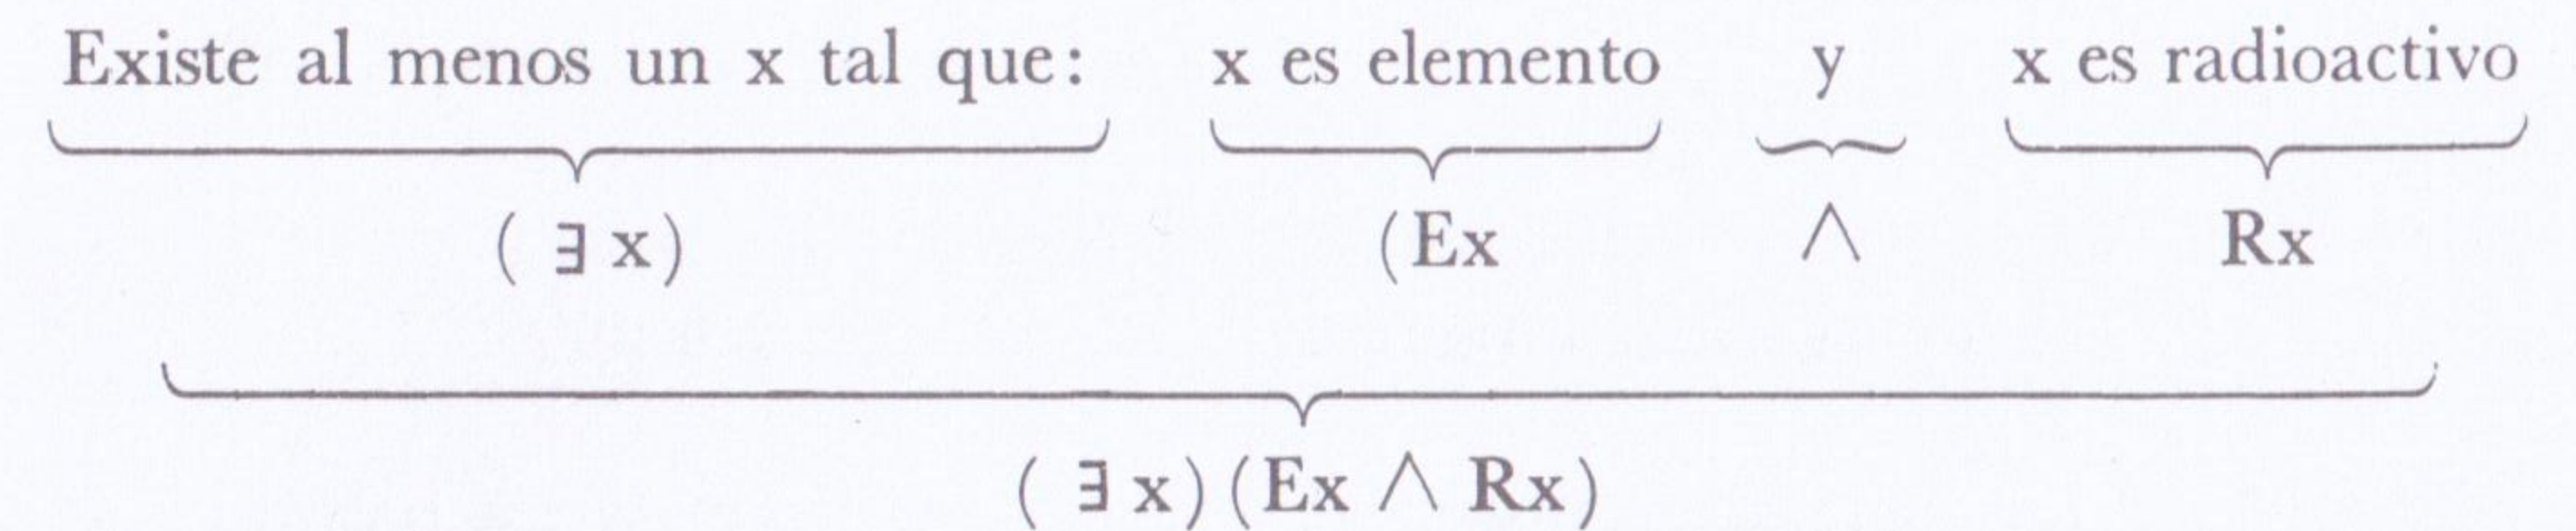 Existe al menos un x tal que: x es elemento y x es radioactivo
( ∃ x) (Ex ∧ Rx
( ∃ x) (Ex ∧ Rx)